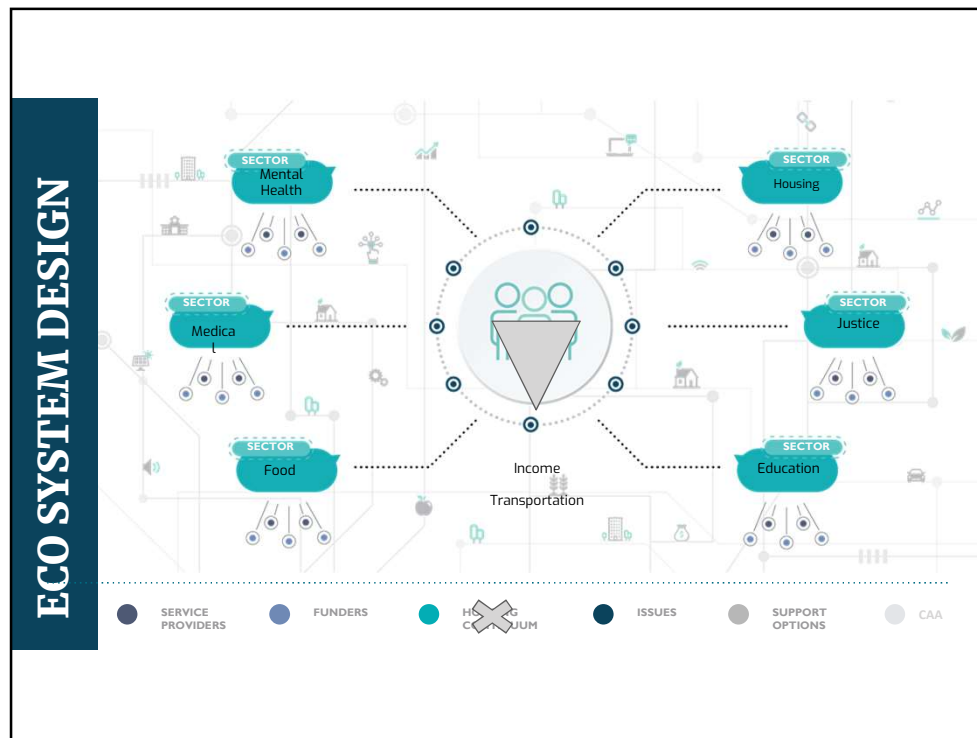 ECO SYSTEM DESIGN
SECTOR
Mental
Health
SECTOR
Housing
SECTOR
Medica
l
SECTOR
Justice
SECTOR
Food
SECTOR
Education
Income
Transportation
SERVICE
PROVIDERS
FUNDERS
ISSUES
SUPPORT
OPTIONS
CAA